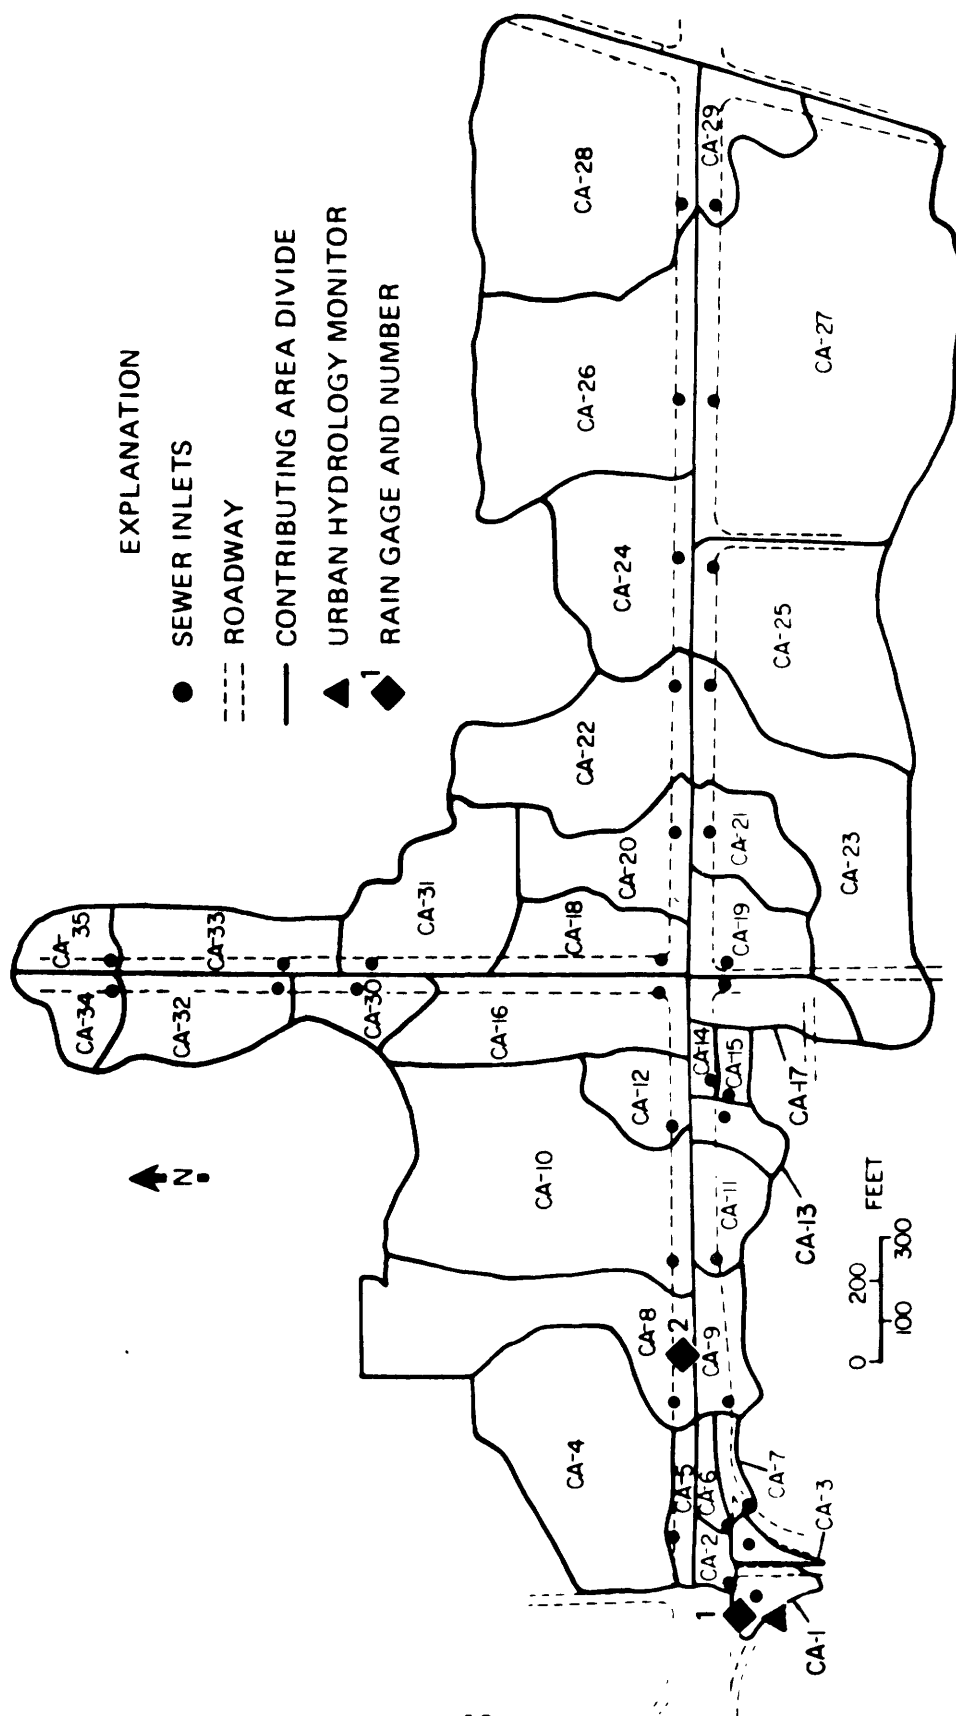 EXPLANATION
SEWER INLETS
ROADWAY
CONTRIBUTING AREA DIVIDE
URBAN HYDROLOGY MONITOR
1
RAIN GAGE AND NUMBER
CA-35
CA-34
CA-33
CA-32
CA-31
CA-30
CA-28
CA-29
CA-26
CA-27
CA-24
CA-25
CA-22
CA-23
CA-20
CA-21
CA-18
CA-19
CA-16
CA-17
CA-14
CA-15
CA-12
CA-13
CA-10
CA-11
CA-8
2
CA-9
CA-4
CA-5
CA-6
CA-7
CA-2
CA-3
1
CA-1
N
0 100 200 300
FEET